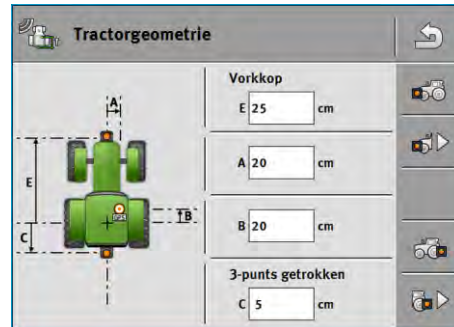 Tractorgeometrie
Vorkkop
E 25 cm
A 20 cm
B 20 cm
3-punts getrokken
C 5 cm
A
E
B
C